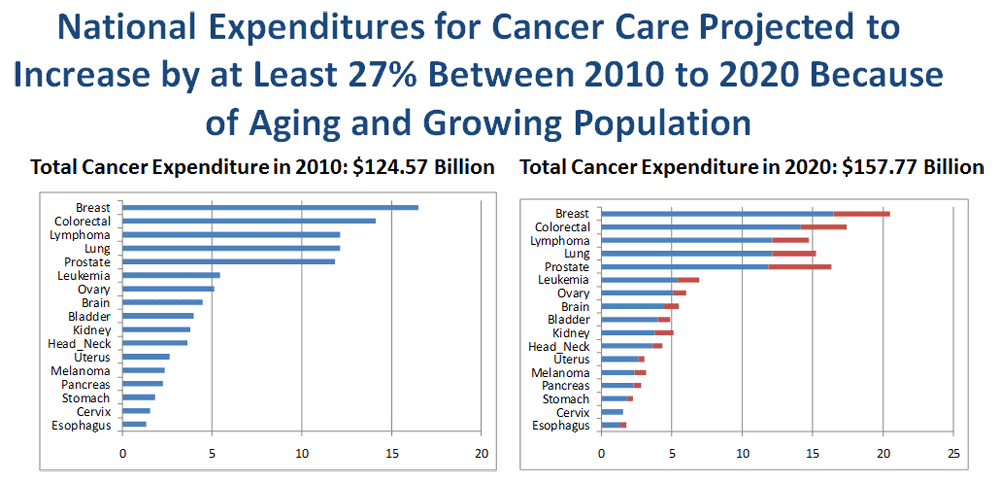 National Expenditures for Cancer Care Projected to
Increase by at Least 27% Between 2010 to 2020 Because
of Aging and Growing Population
Total Cancer Expenditure in 2010: $124.57 Billion
Breast
Colorectal
Lymphoma
Lung
Prostate
Leukemia
Ovary
Brain
Bladder
Kidney
Head_Neck
Uterus
Melanoma
Pancreas
Stomach
Cervix
Esophagus
0 5 10 15 20
Total Cancer Expenditure in 2020: $157.77 Billion
Breast
Colorectal
Lymphoma
Lung
Prostate
Leukemia
Ovary
Brain
Bladder
Kidney
Head_Neck
Uterus
Melanoma
Pancreas
Stomach
Cervix
Esophagus
0 5 10 15 20 25